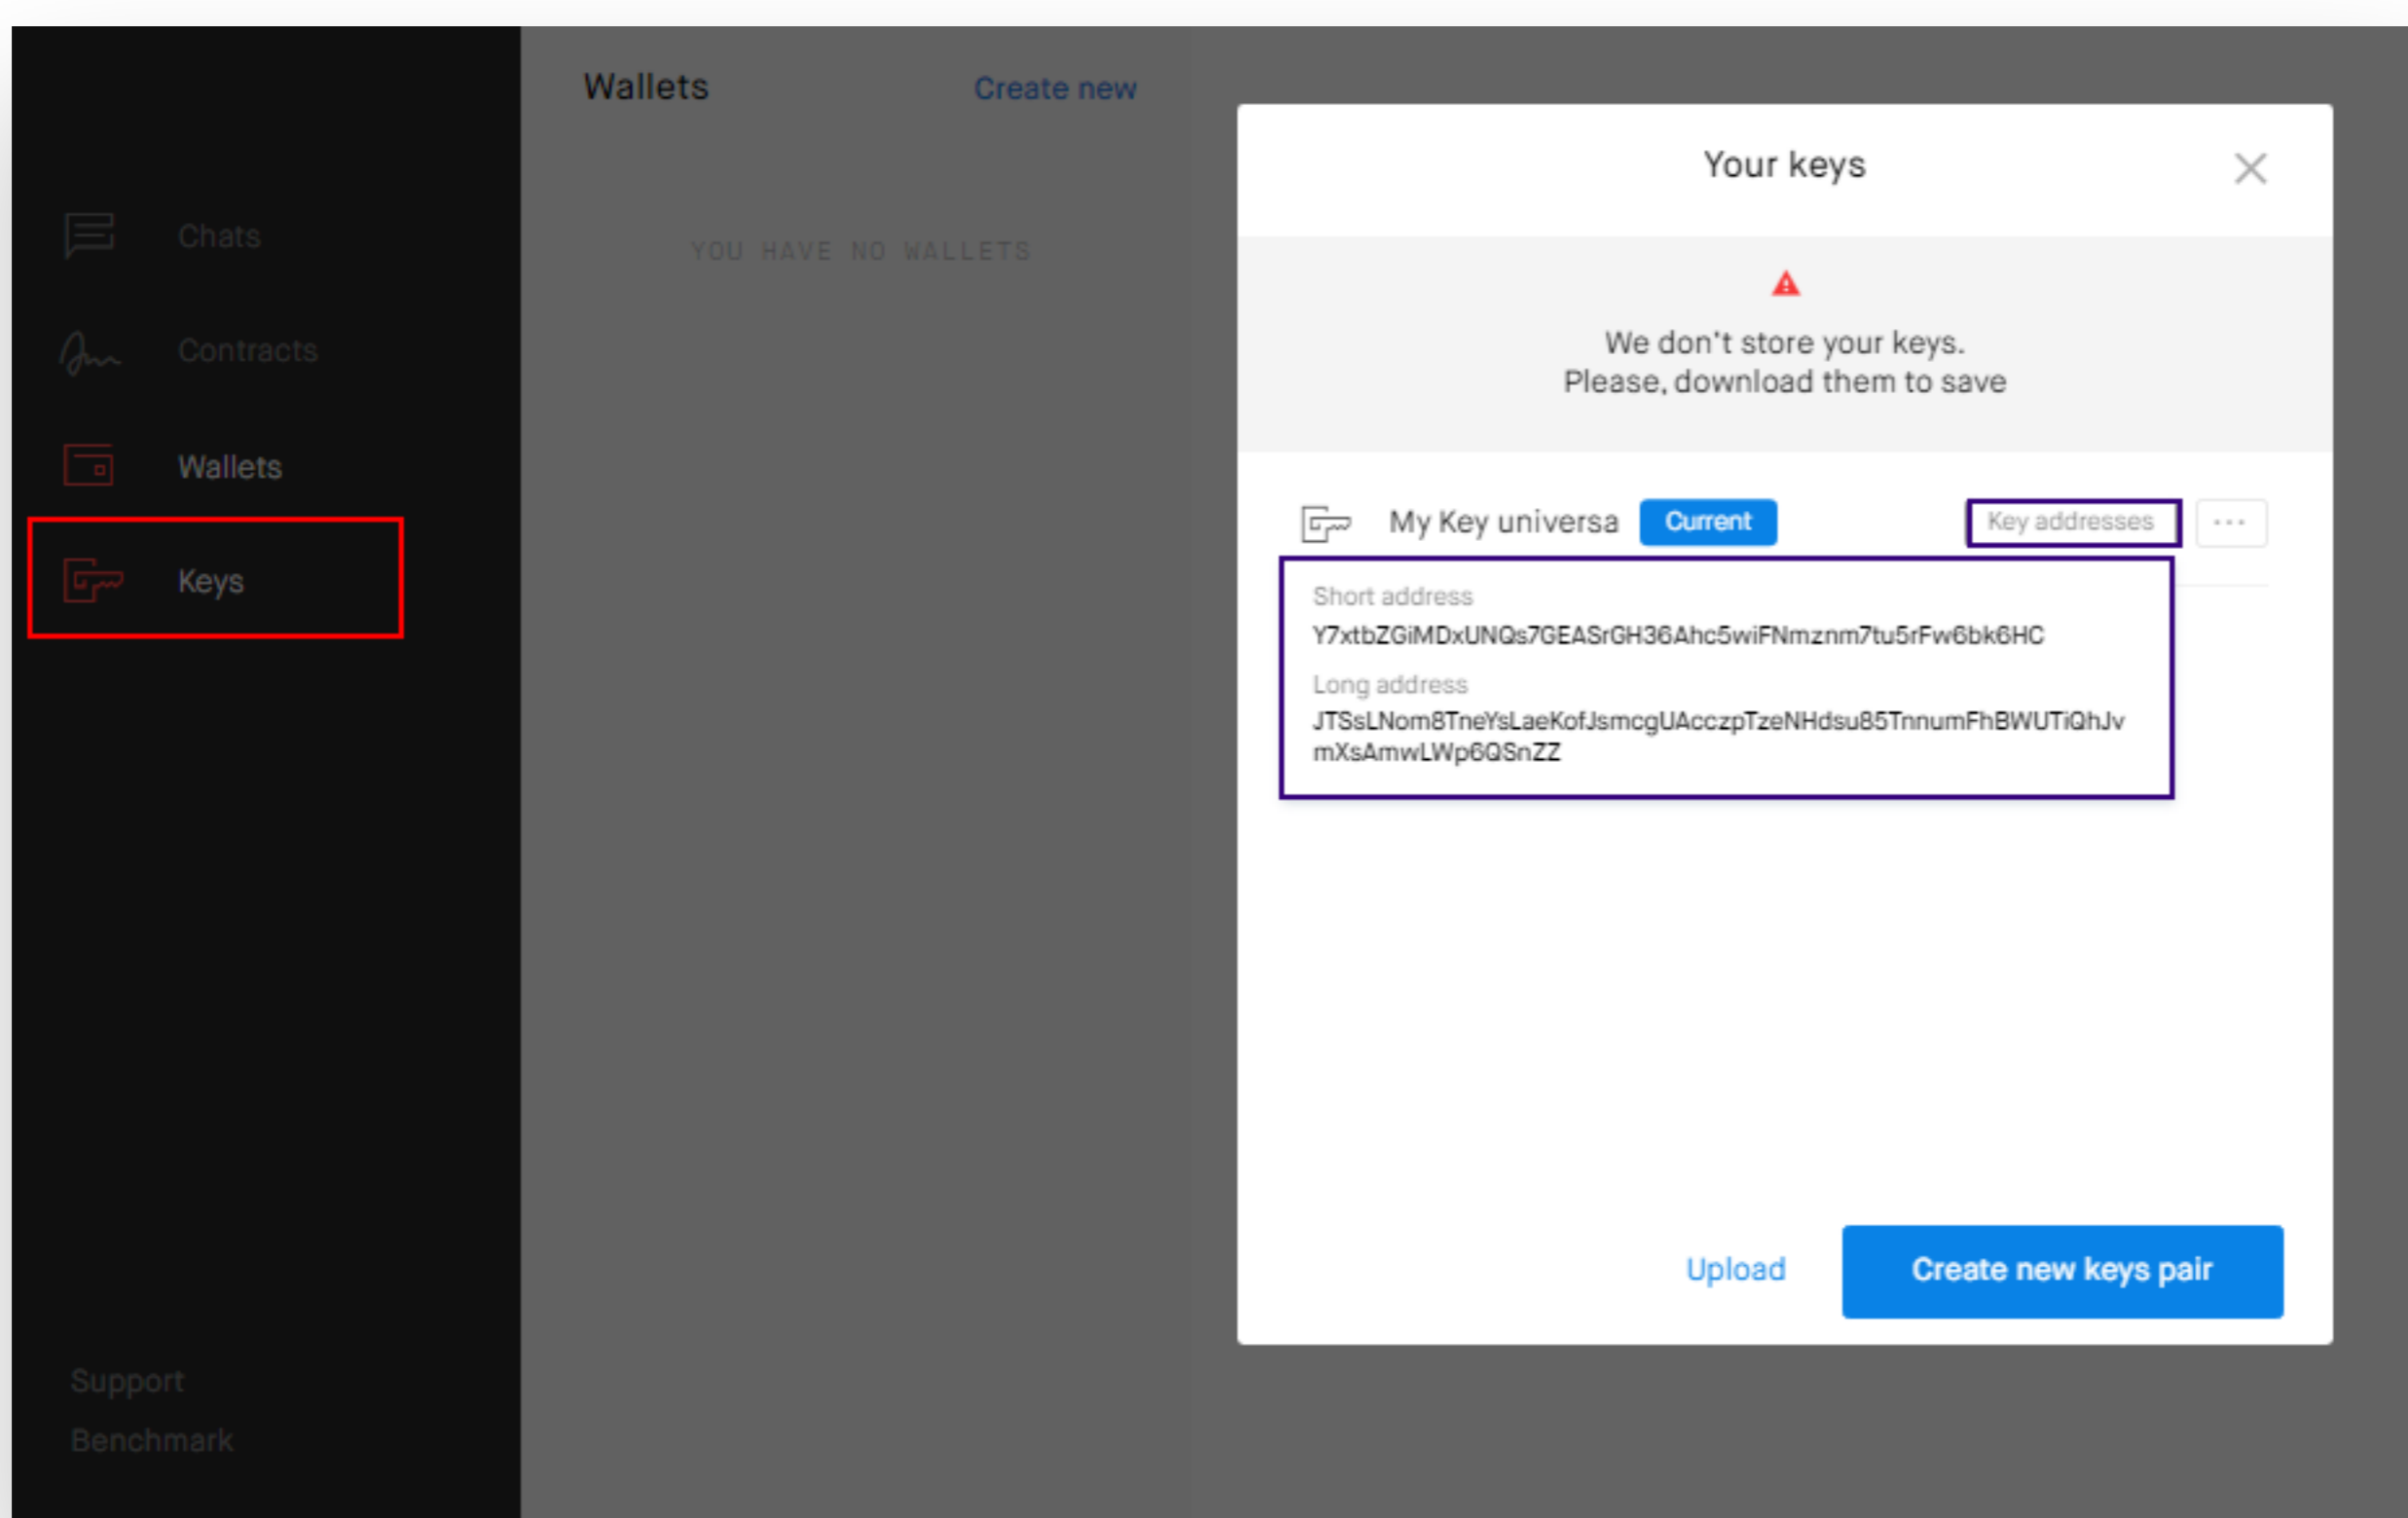 Wallets
Create new
Chats
YOU HAVE NO WALLETS
Contracts
Wallets
Keys
Support
Benchmark
Your keys
We don't store your keys.
Please, download them to save
My Key universa
Current
Key addresses
...
Short address
Y7xtbZGiMDxUNQs7GEASrGH36Ahc5wiFNmznm7tu5rFw6bk6HC
Long address
JTSsLNom8TneYsLaeKofJsmcgUAcczpTzeNHdsu85TnnumFhBWUTiQhJv
mXsAmwLWp6QSnZZ
Upload
Create new keys pair